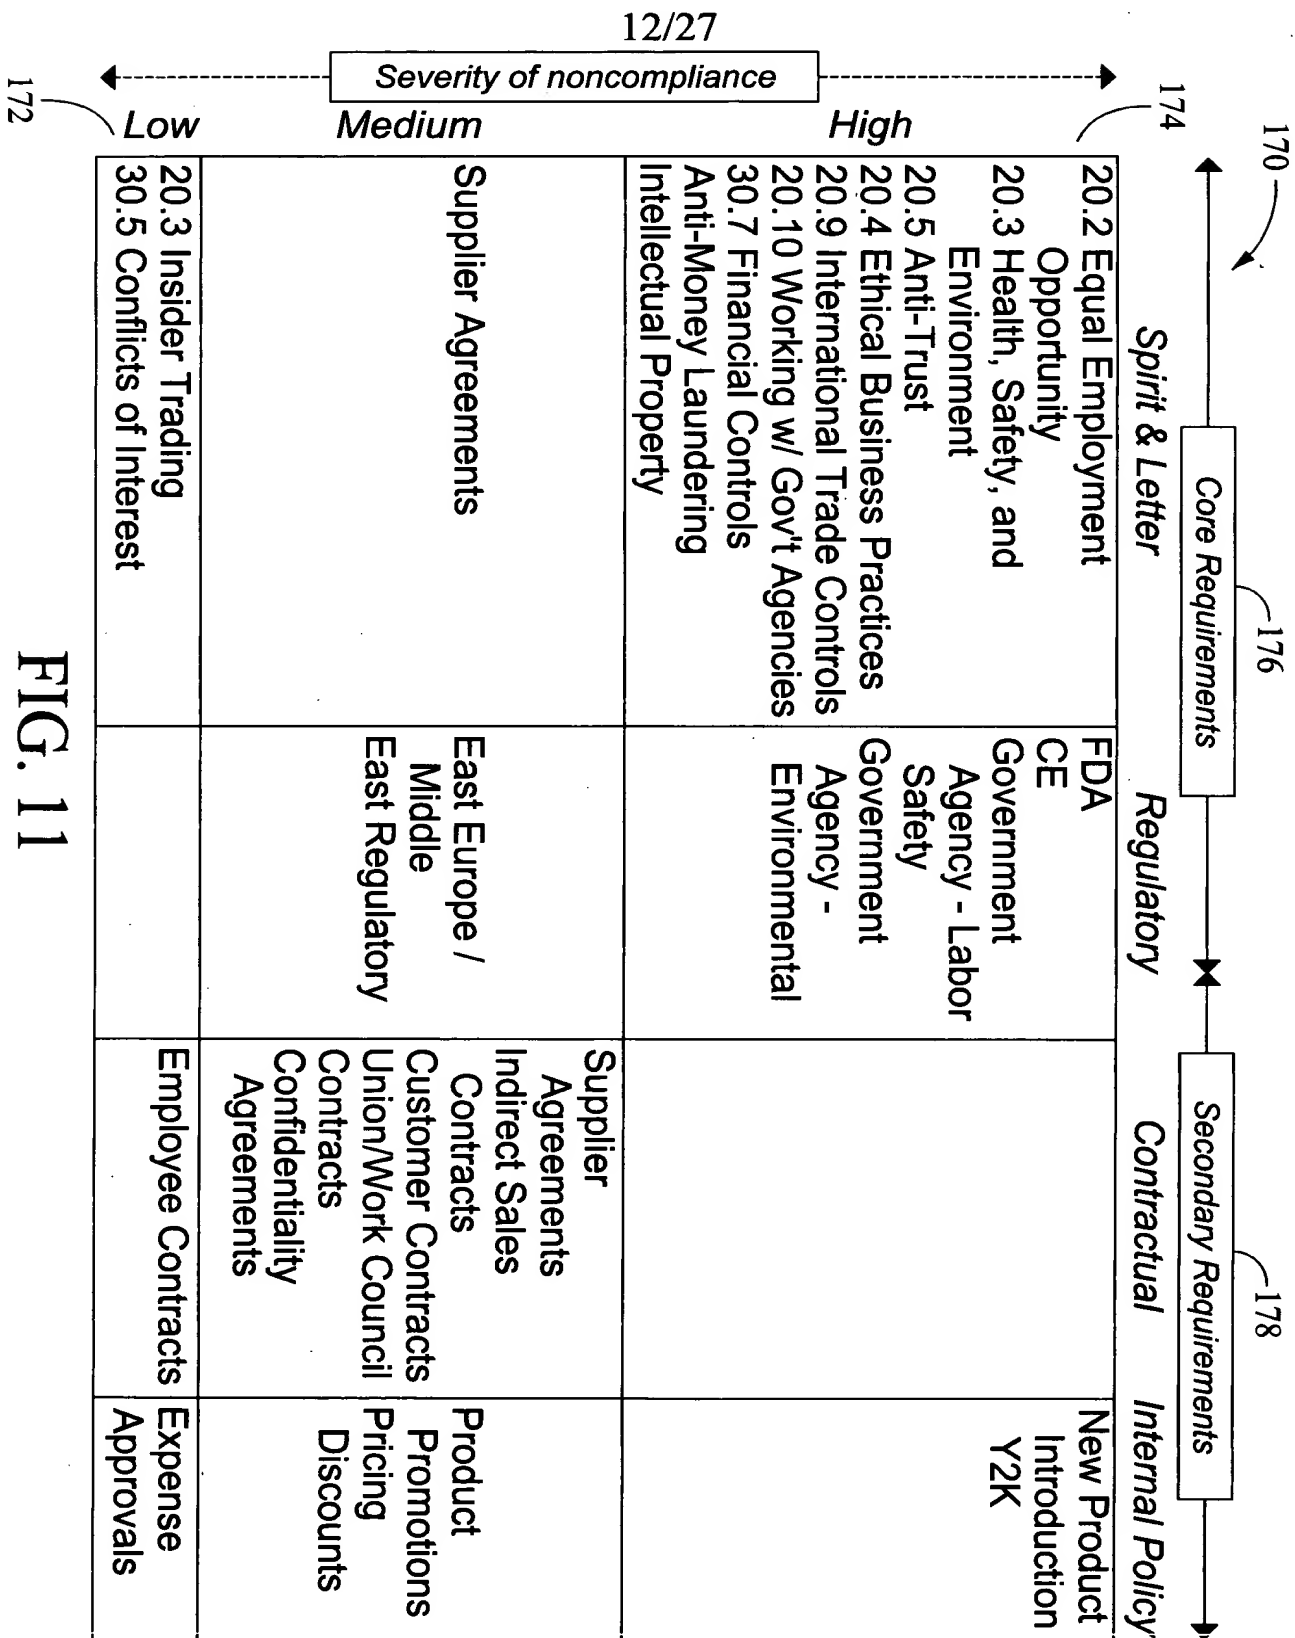 12/27
170
176
178
Core Requirements
Secondary Requirements
174
Spirit & Letter
Regulatory
Contractual
Internal Policy
Severity of noncompliance
High
20.2 Equal Employment
Opportunity
20.3 Health, Safety, and
Environment
20.5 Anti-Trust
20.4 Ethical Business Practices
20.9 International Trade Controls
20.10 Working w/ Gov't Agencies
30.7 Financial Controls
Anti-Money Laundering
Intellectual Property
FDA
CE
Government
Agency - Labor
Safety
Government
Agency -
Environmental
New Product
Introduction
Y2K
Medium
Supplier Agreements
East Europe /
Middle
East Regulatory
Supplier
Agreements
Indirect Sales
Contracts
Customer Contracts
Union/Work Council
Contracts
Confidentiality
Agreements
Product
Promotions
Pricing
Discounts
Low
20.3 Insider Trading
30.5 Conflicts of Interest
Employee Contracts
Expense
Approvals
172
FIG. 11